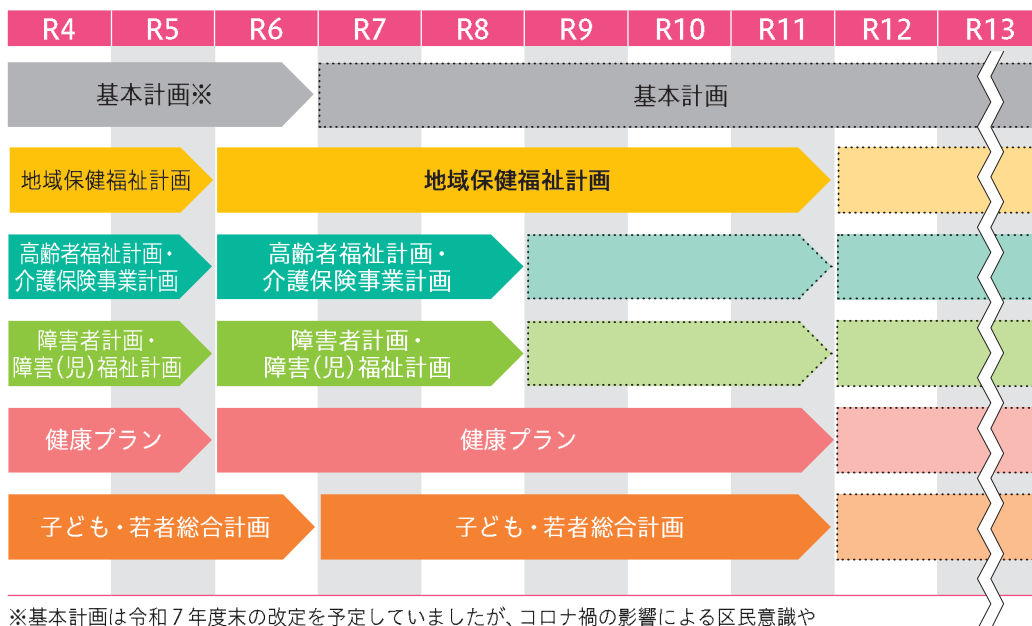 R4 R5 R6 R7 R8 R9 R10 R11 R12 R13
基本計画※ 基本計画
地域保健福祉計画 地域保健福祉計画
高齢者福祉計画・
介護保険事業計画
高齢者福祉計画・
介護保険事業計画
障害者計画・
障害(児)福祉計画
障害者計画・
障害(児)福祉計画
健康プラン 健康プラン
子ども・若者総合計画 子ども・若者総合計画
※基本計画は令和7年度末の改定を予定していましたが、コロナ禍の影響による区民意識や